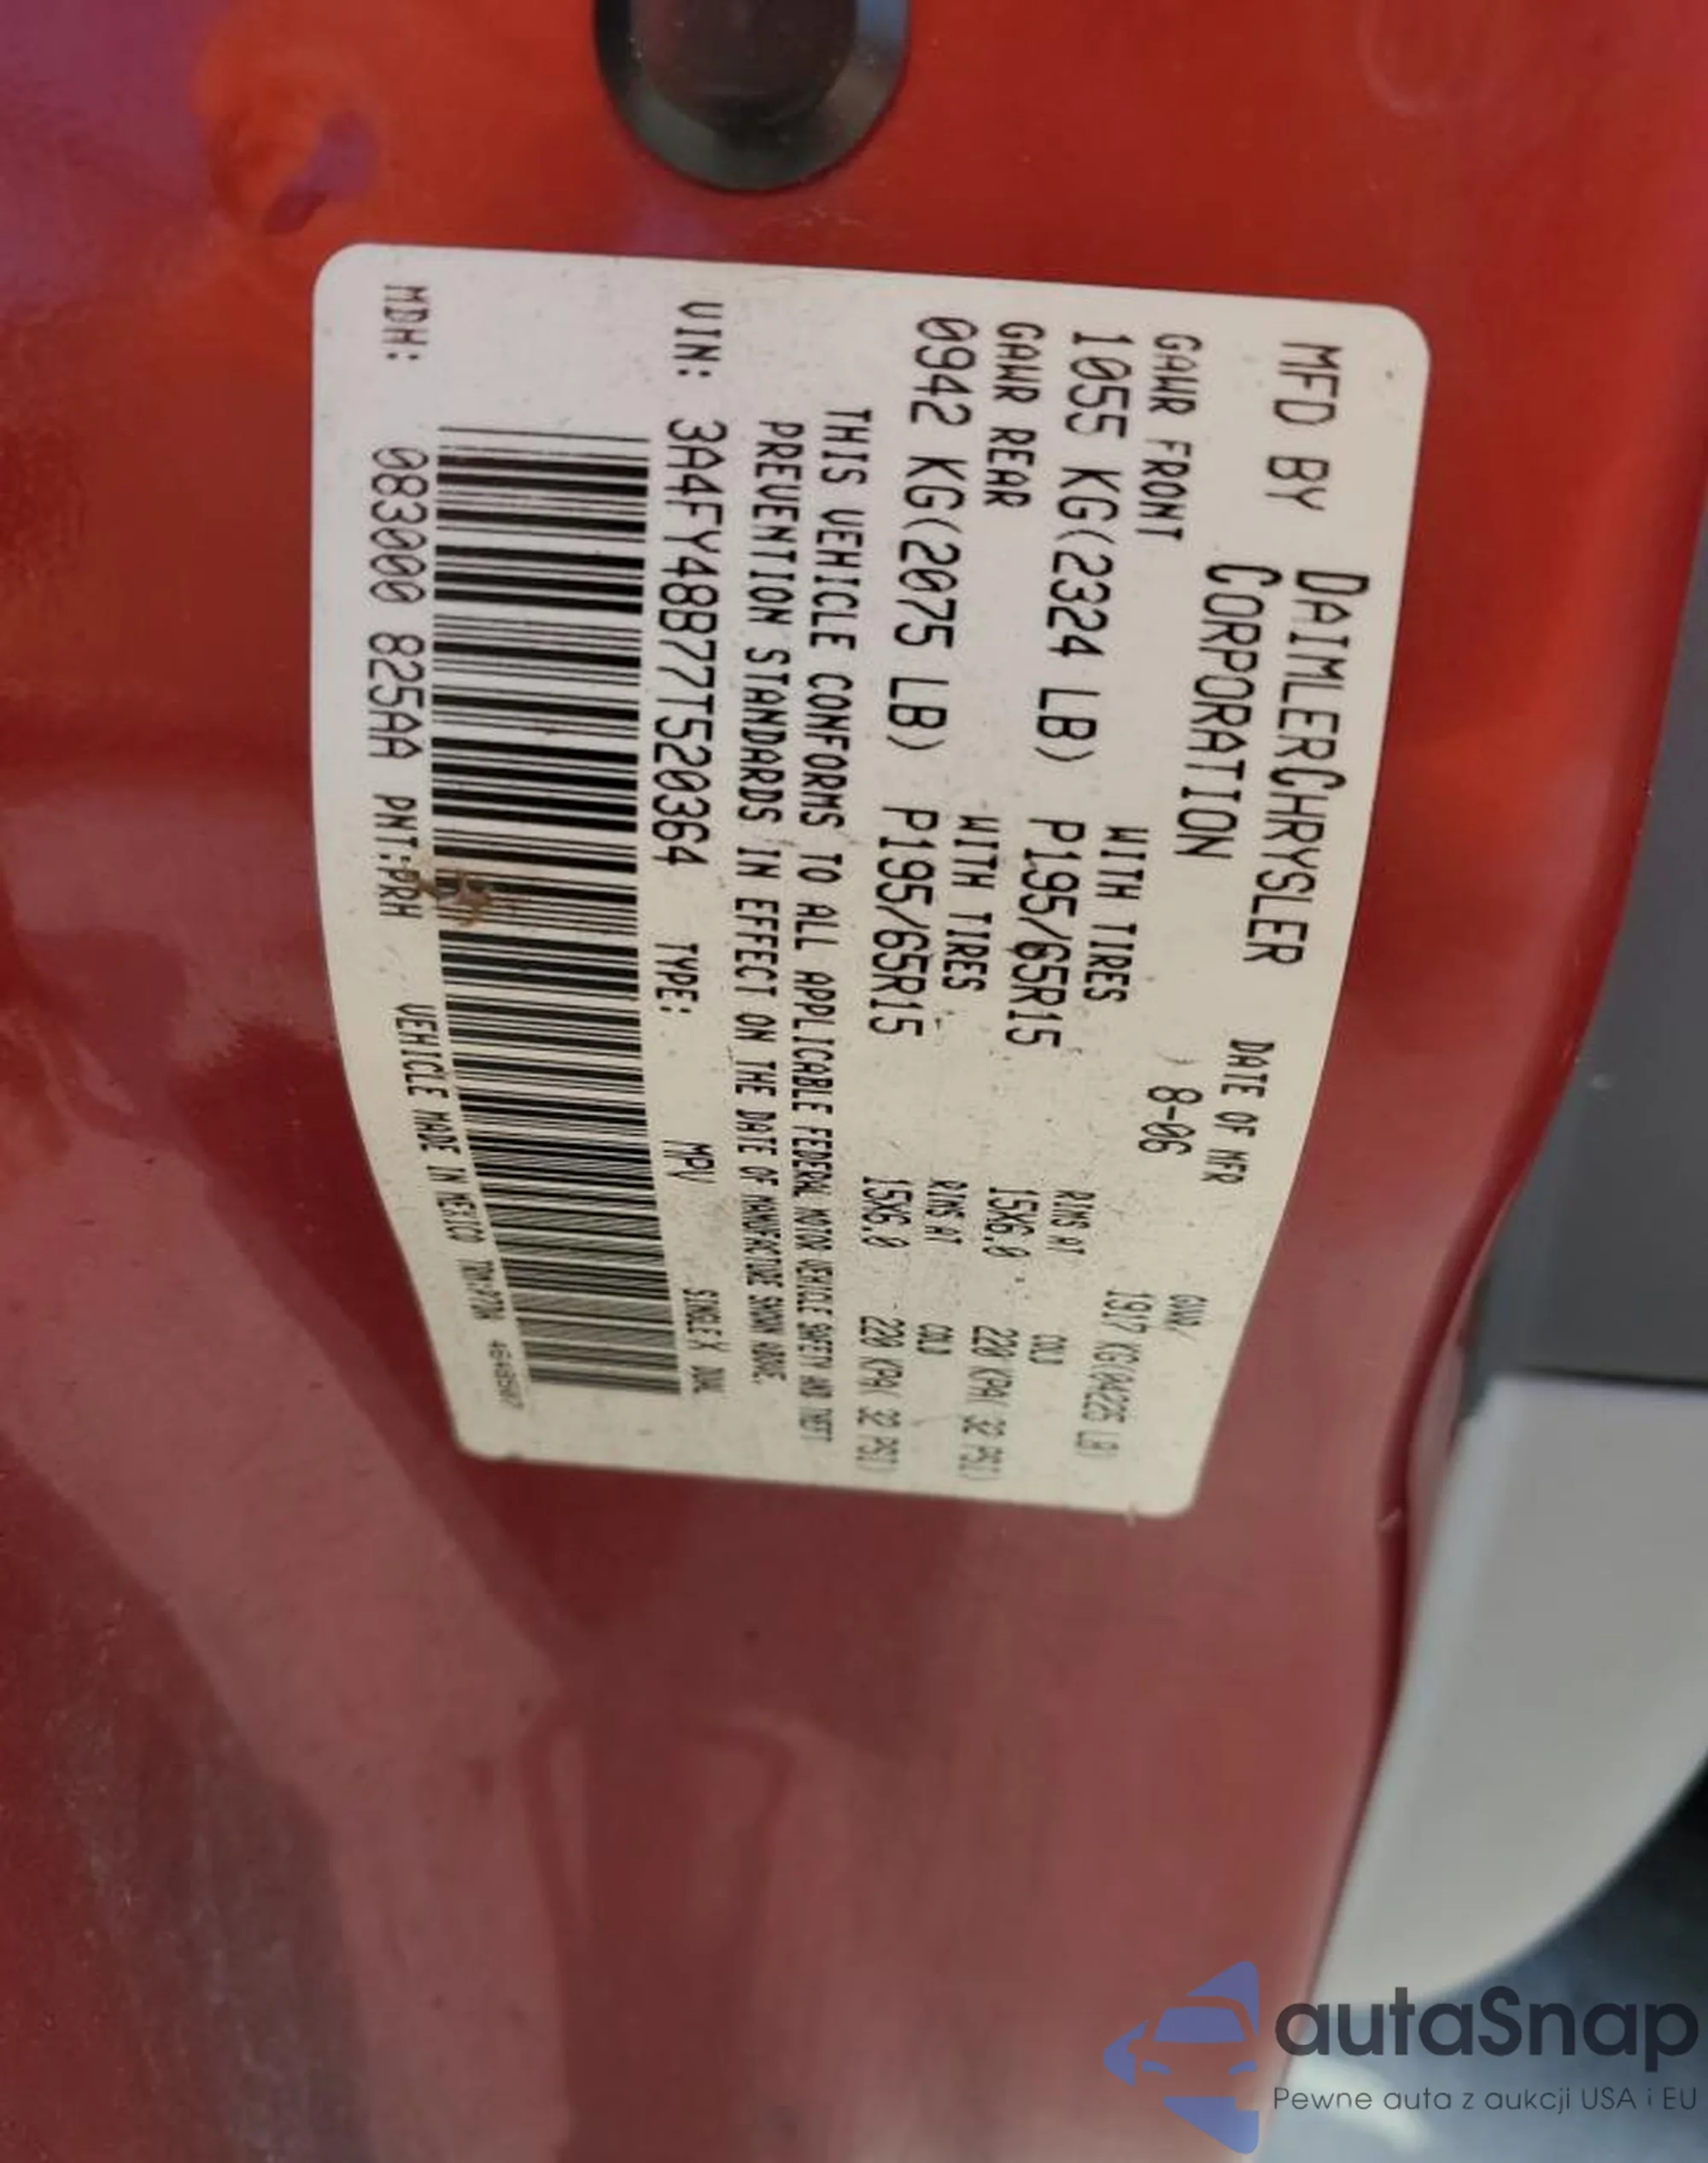 MFD BY DAIMLERCHRYSLER CORPORATION
DATE OF MFR
8-06
GVWR/
1917 KG(04225 LB)
GAWR FRONT WITH TIRES RIMS AT COLD
1055 KG(2324 LB) P195/65R15 15X6.0 220 KPA( 32 PSI)
GAWR REAR WITH TIRES RIMS AT COLD
0942 KG(2075 LB) P195/65R15 15X6.0 220 KPA( 32 PSI)
THIS VEHICLE CONFORMS TO ALL APPLICABLE FEDERAL MOTOR VEHICLE SAFETY AND THEFT
PREVENTION STANDARDS IN EFFECT ON THE DATE OF MANUFACTURE SHOWN ABOVE.
VIN: 3A4FY48B77T520364 TYPE: MPV SINGLE X DUAL
MDH: 083000 825AA PNT:PRH VEHICLE MADE IN MEXICO
autaSnap
Pewne auta z aukcji USA i EU